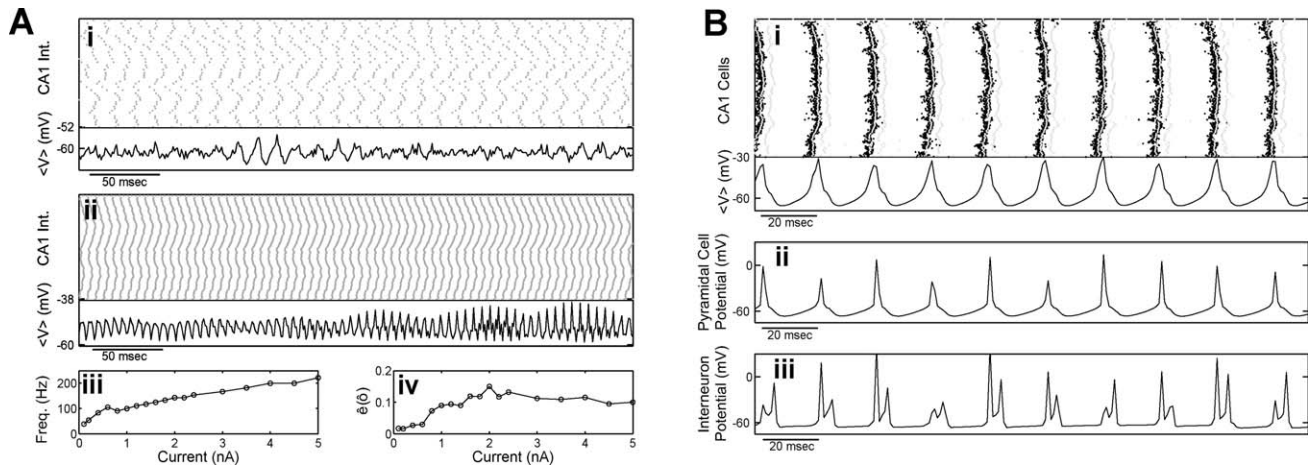 A
i
CA1 Int.
-52
-60
<V> (mV)
50 msec
ii
CA1 Int.
-38
-60
<V> (mV)
50 msec
iii
Freq. (Hz)
200
100
0
0 1 2 3 4 5
Current (nA)
iv
ê(ô)
0.2
0.1
0
0 1 2 3 4 5
Current (nA)
B
i
CA1 Cells
-30
-60
<V> (mV)
20 msec
ii
Pyramidal Cell
Potential (mV)
0
-60
20 msec
iii
Interneuron
Potential (mV)
0
-60
20 msec